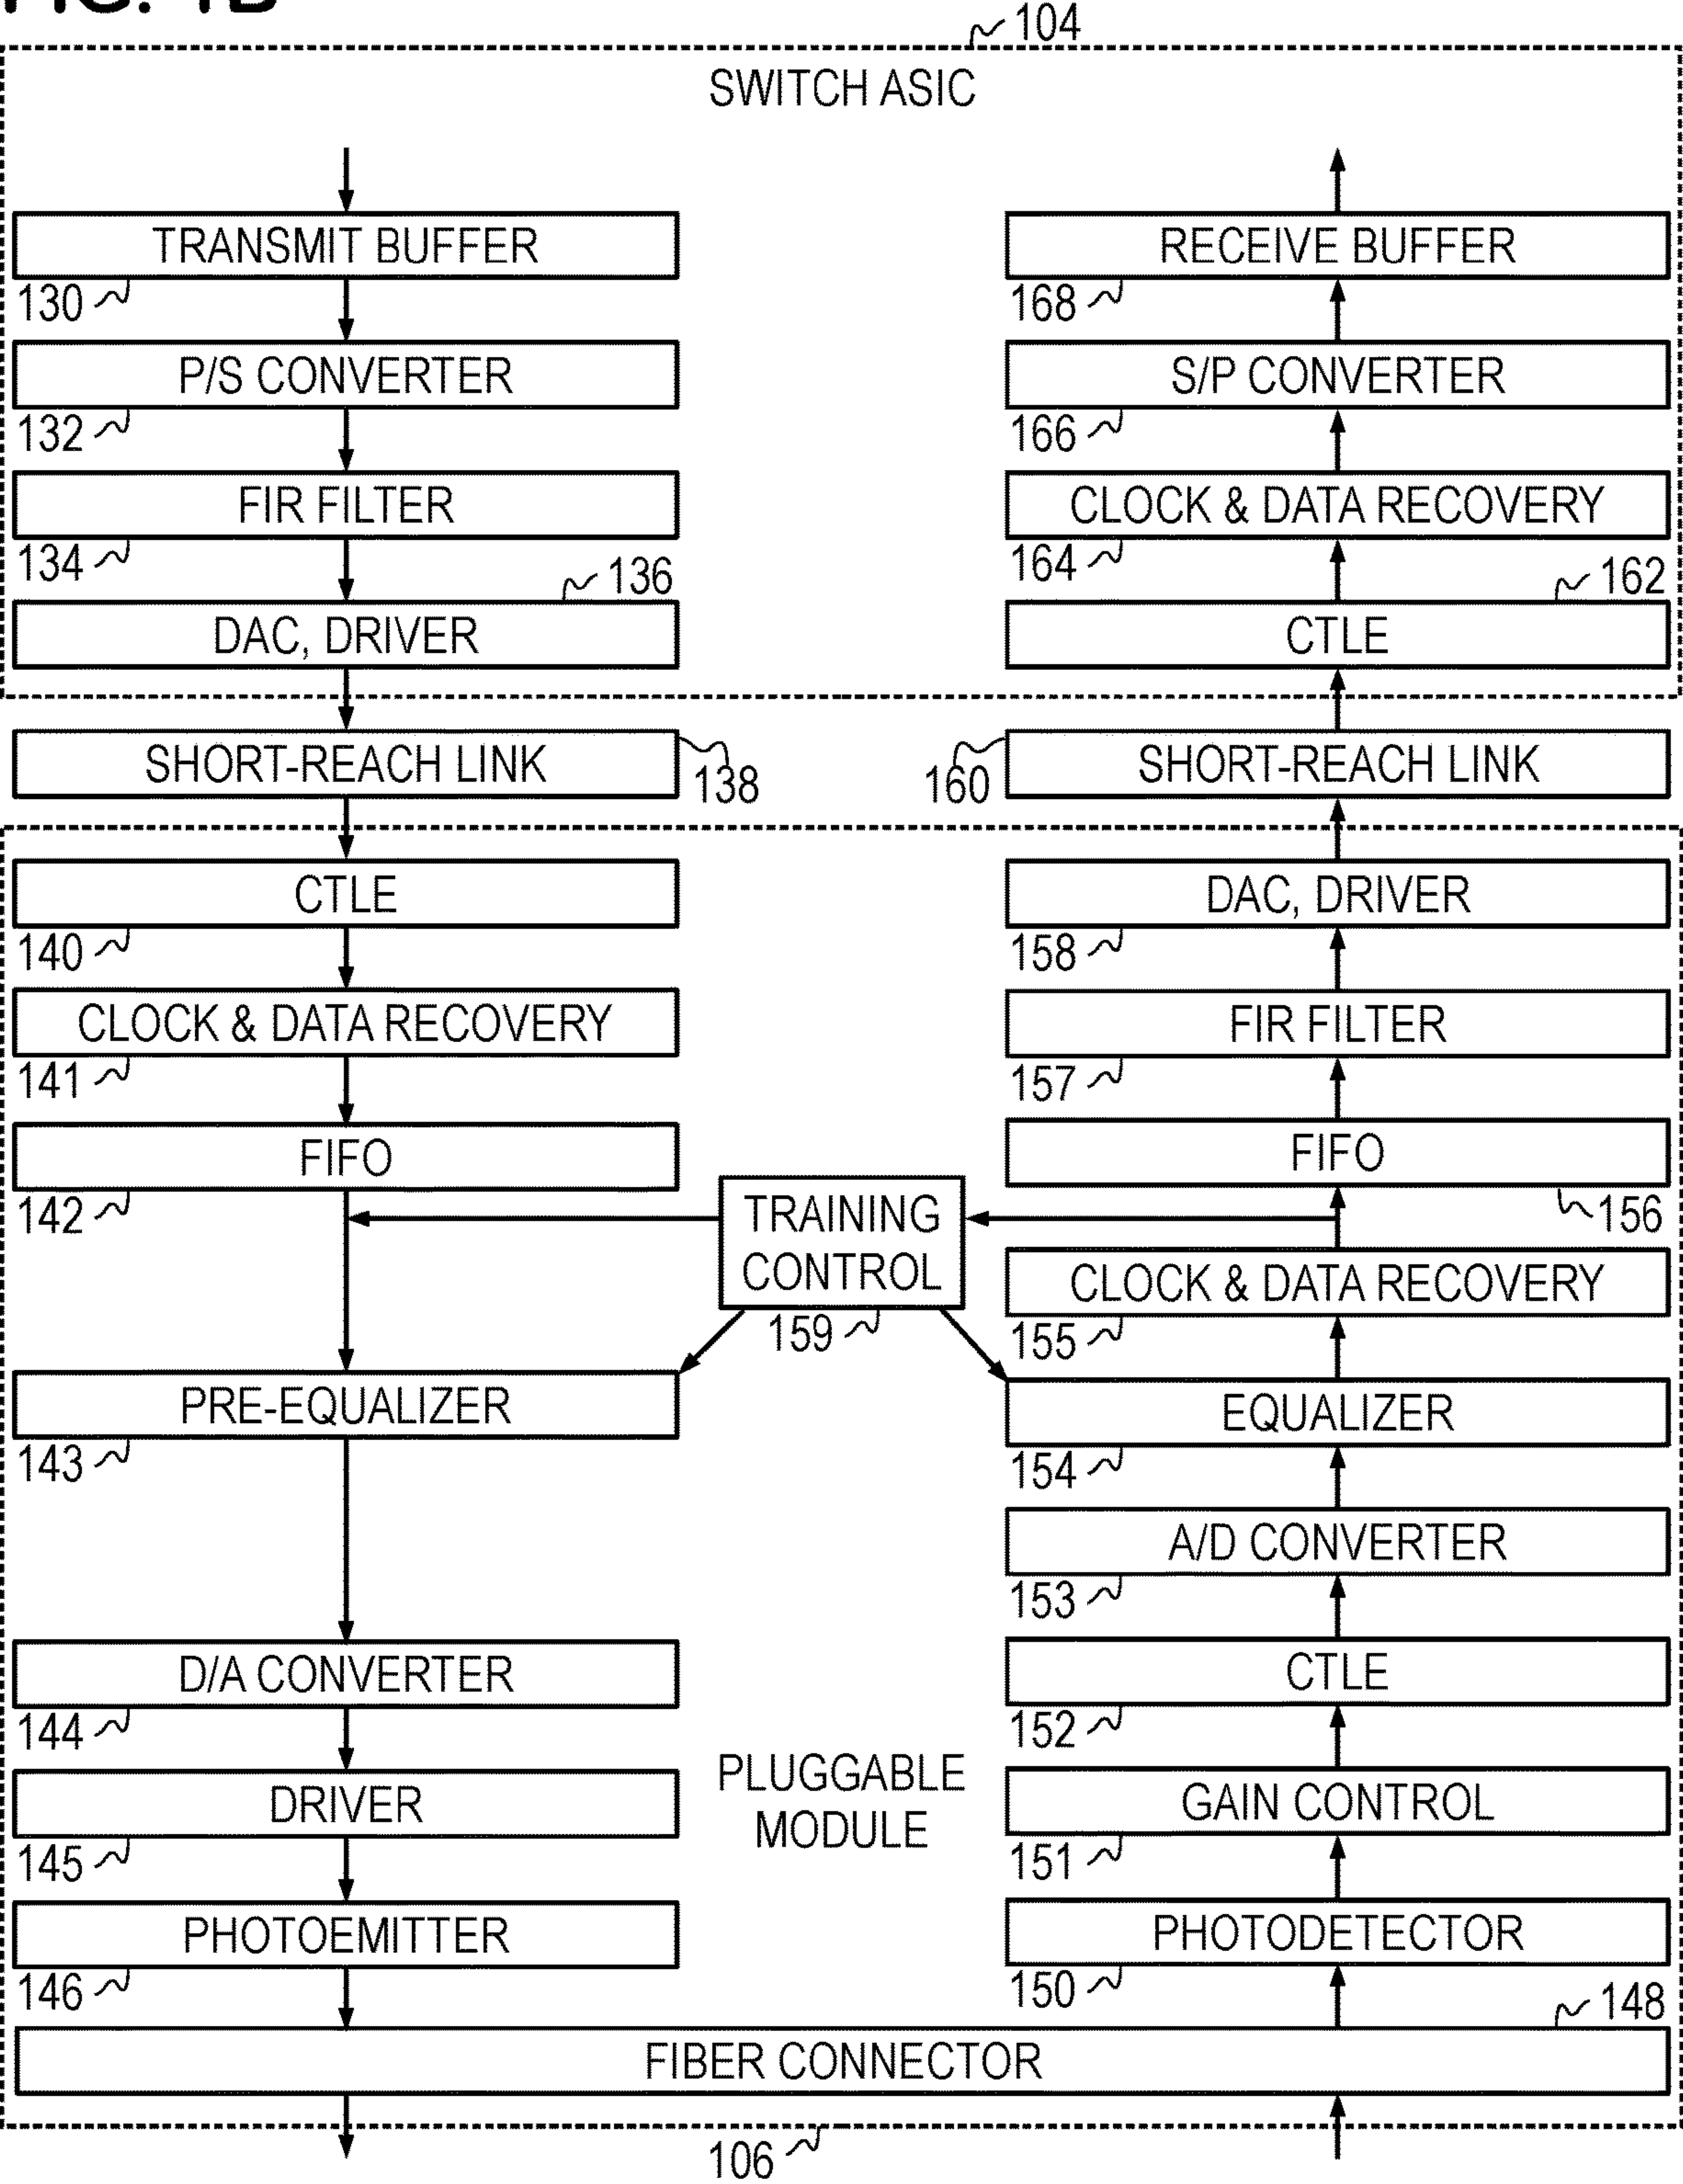 104
SWITCH ASIC
TRANSMIT BUFFER
RECEIVE BUFFER
130
168
P/S CONVERTER
S/P CONVERTER
132
166
FIR FILTER
CLOCK & DATA RECOVERY
134
136
164
162
DAC, DRIVER
CTLE
SHORT-REACH LINK
138
160
SHORT-REACH LINK
CTLE
DAC, DRIVER
140
158
CLOCK & DATA RECOVERY
FIR FILTER
141
157
FIFO
FIFO
142
TRAINING
CONTROL
156
CLOCK & DATA RECOVERY
159
155
PRE-EQUALIZER
EQUALIZER
143
154
A/D CONVERTER
153
D/A CONVERTER
CTLE
144
152
PLUGGABLE
MODULE
DRIVER
GAIN CONTROL
145
151
PHOTOEMITTER
PHOTODETECTOR
146
150
148
FIBER CONNECTOR
106